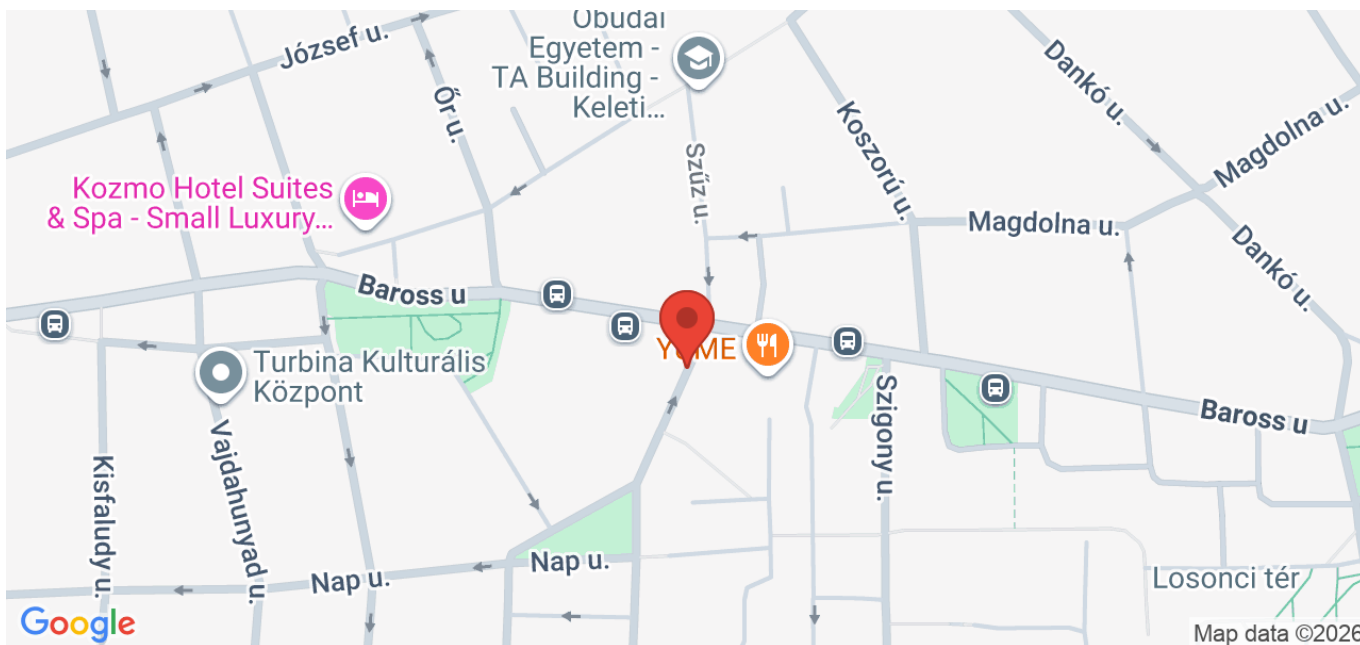 Óbudai
Egyetem -
TA Building -
Keleti...
József u.
Őr u.
Szűz u.
Koszorú u.
Dankó u.
Magdolna u.
Kozmo Hotel Suites
& Spa - Small Luxury...
Magdolna u.
Dankó u.
Baross u
YUME
Turbina Kulturális
Központ
Szigony u.
Baross u
Kisfaludy u.
Vajdahunyad u.
Nap u.
Nap u.
Losonci tér
Google
Map data ©2026